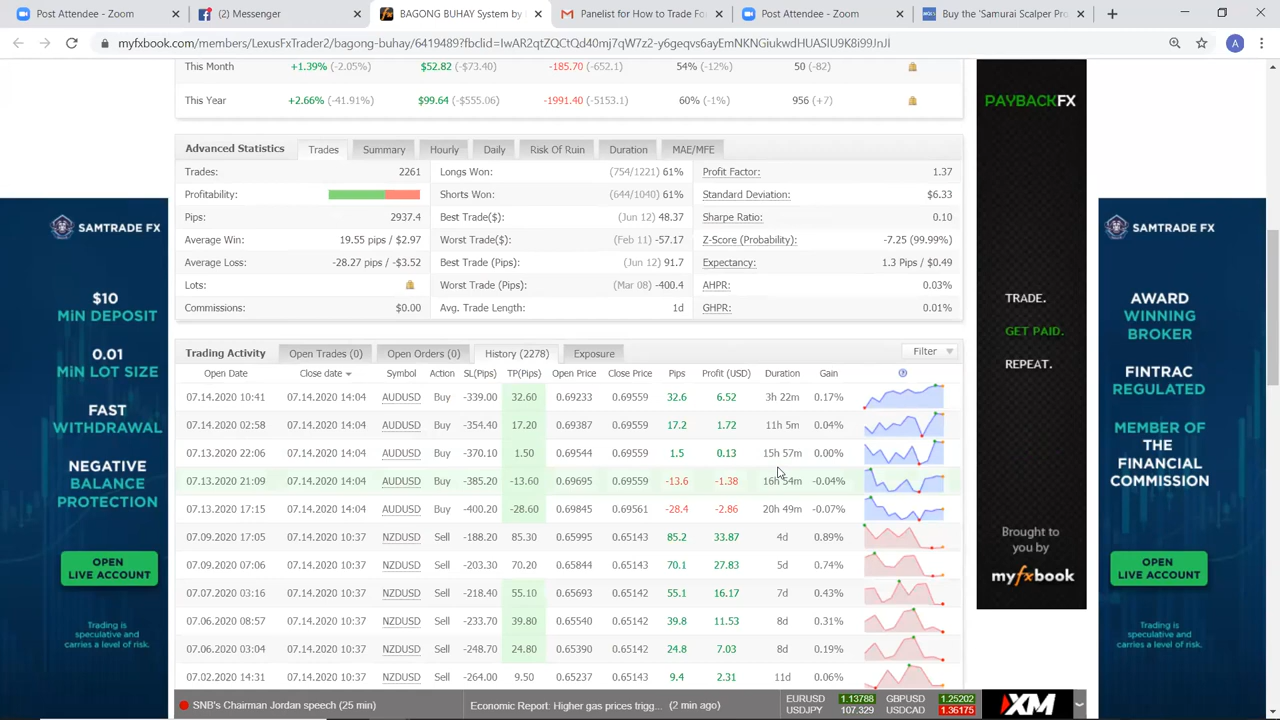 Post Attendee - Zoom
(2) Messenger
BAGONG BUHAY System by
Panelist for How to Trade Fo
Post Attendee - Zoom
Buy the 'Samurai Scalper Pro
myfxbook.com/members/LexusFxTrader2/bagong-buhay/6419489?fbclid=IwAR2qtZQCtQd40mj7qW7z2-y6geqvs6ayEmNKNGiukwdHUASIU9K8i99JnJI
A
This Month +1.39% (-2.05%) $52.82 (-$73.40) -185.70 (-652.1) 54% (-12%) 50 (-82)
This Year $99.64 (-$555.06) -1991.40 (-5153.1) 60% (-1%) 956 (+7)
Advanced Statistics Trades Summary Hourly Daily Risk Of Ruin Duration MAE/MFE
Trades: 2261 Longs Won: (754/1221) 61% Profit Factor: 1.37
Profitability: Shorts Won: (644/1040) 61% Standard Deviation: $6.33
Pips: 2937.4 Best Trade($): (Jun 12) 48.37 Sharpe Ratio: 0.10
Average Win: 19.55 pips / $2.97 Worst Trade($): (Feb 11) -57.17 Z-Score (Probability): -7.25 (99.99%)
Average Loss: -28.27 pips / -$3.52 Best Trade (Pips): (Jun 12) 91.7 Expectancy: 1.3 Pips / $0.49
Lots: Worst Trade (Pips): (Mar 08) -400.4 AHPR: 0.03%
Commissions: $0.00 Avg. Trade Length: 1d GHPR: 0.01%
Trading Activity Open Trades (0) Open Orders (0) History (2278) Exposure Filter
Open Date Symbol Action SL(Pips) TP(Pips) Open Price Close Price Pips Profit (USD) Duration Gain
07.14.2020 10:41 07.14.2020 14:04 AUDUSD Buy -339.00 32.60 0.69233 0.69559 32.6 6.52 3h 22m 0.17%
07.14.2020 02:58 07.14.2020 14:04 AUDUSD Buy -354.40 17.20 0.69387 0.69559 17.2 1.72 11h 5m 0.04%
07.13.2020 22:06 07.14.2020 14:04 AUDUSD Buy -370.10 1.50 0.69544 0.69559 1.5 0.13 15h 57m 0.00%
07.13.2020 21:09 07.14.2020 14:04 AUDUSD Buy -385.20 -13.60 0.69695 0.69559 -13.6
07.13.2020 17:15 07.14.2020 14:04 AUDUSD Buy -400.20 -28.60 0.69845 0.69561 -28.4 -2.86 20h 49m -0.07%
07.09.2020 17:05 07.14.2020 10:37 NZDUSD Sell -188.20 85.30 0.65995 0.65143 85.2 33.87 4d 0.89%
07.09.2020 07:06 07.14.2020 10:37 NZDUSD Sell -203.30 70.20 0.65844 0.65143 70.1 27.83 5d
07.07.2020 03:16 07.14.2020 10:37 NZDUSD Sell -218.40 55.10 0.65693 0.65142 55.1 16.17 7d 0.43%
07.06.2020 08:57 07.14.2020 10:37 NZDUSD Sell -233.70 39.80 0.65540 0.65142 39.8 11.53 8d
07.06.2020 03:04 07.14.2020 10:37 NZDUSD Sell 24.80 0.65390 0.65142 24.8 7.03 8d 0.19%
07.02.2020 14:31 07.14.2020 10:37 NZDUSD Sell -264.00 9.50 0.65237 0.65143 9.4 2.31 11d
SAMTRADE FX
$10
MiN DEPOSIT
0.01
MiN LOT SIZE
FAST
WITHDRAWAL
NEGATIVE
BALANCE
PROTECTION
OPEN
LIVE ACCOUNT
Trading is
speculative and
carries a level of risk.
PAYBACKFX
TRADE.
GET PAID.
REPEAT.
Brought to
you by
myfxbook
SAMTRADE FX
AWARD
WINNING
BROKER
FINTRAC
REGULATED
MEMBER OF
THE
FINANCIAL
COMMISSION
OPEN
LIVE ACCOUNT
Trading is
speculative and
carries a level of risk.
SNES: Chalon Jordan is (25 min) Economic Report: Higher gas prices trigg... (2 min ago)
EURUSD 1.13788 GBPUSD 1.25202
USDJPY 107.329 USDCAD 1.36175
XM